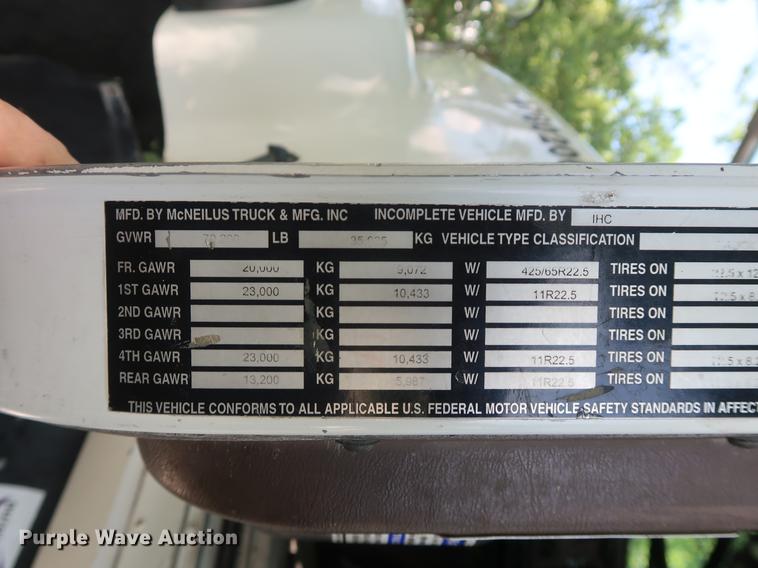 MFD. BY McNEILUS TRUCK & MFG. INC INCOMPLETE VEHICLE MFD. BY IHC
GVWR LB KG VEHICLE TYPE CLASSIFICATION
FR. GAWR 20,000 KG 9,072 W/ 425/65R22.5 TIRES ON
1ST GAWR 23,000 KG 10,433 W/ 11R22.5 TIRES ON
2ND GAWR KG W/ TIRES ON
3RD GAWR KG W/ TIRES ON
4TH GAWR 23,000 KG 10,433 W/ 11R22.5 TIRES ON
REAR GAWR 13,200 KG 5,987 W/ 11R22.5 TIRES ON
THIS VEHICLE CONFORMS TO ALL APPLICABLE U.S. FEDERAL MOTOR VEHICLE SAFETY STANDARDS IN AFFECT
Purple Wave Auction